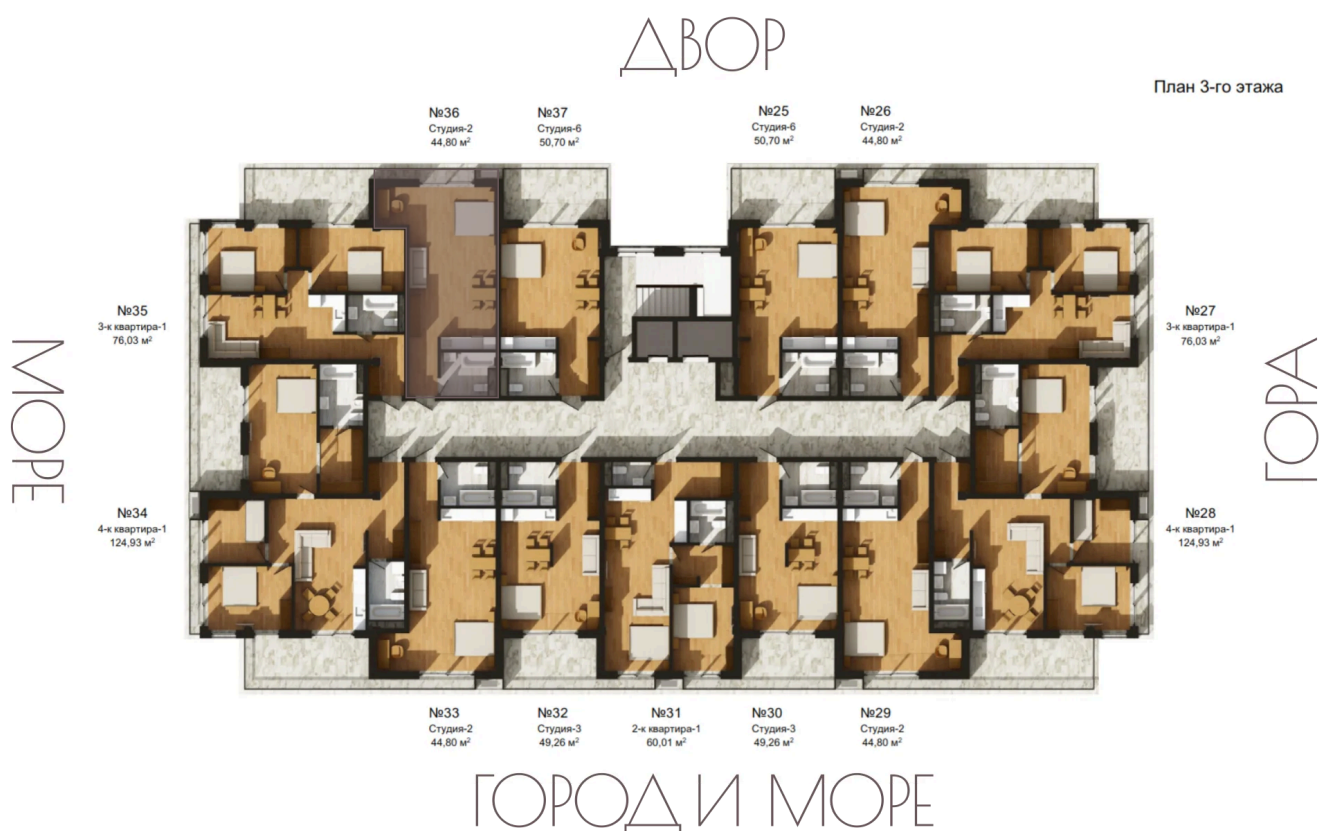 ДВОР
План 3-го этажа
№36
Студия-2
44,80 м²
№37
Студия-6
50,70 м²
№25
Студия-6
50,70 м²
№26
Студия-2
44,80 м²
№35
3-к квартира-1
76,03 м²
№27
3-к квартира-1
76,03 м²
МОРЕ
ГОРА
№34
4-к квартира-1
124,93 м²
№28
4-к квартира-1
124,93 м²
№33
Студия-2
44,80 м²
№32
Студия-3
49,26 м²
№31
2-к квартира-1
60,01 м²
№30
Студия-3
49,26 м²
№29
Студия-2
44,80 м²
ГОРОД И МОРЕ